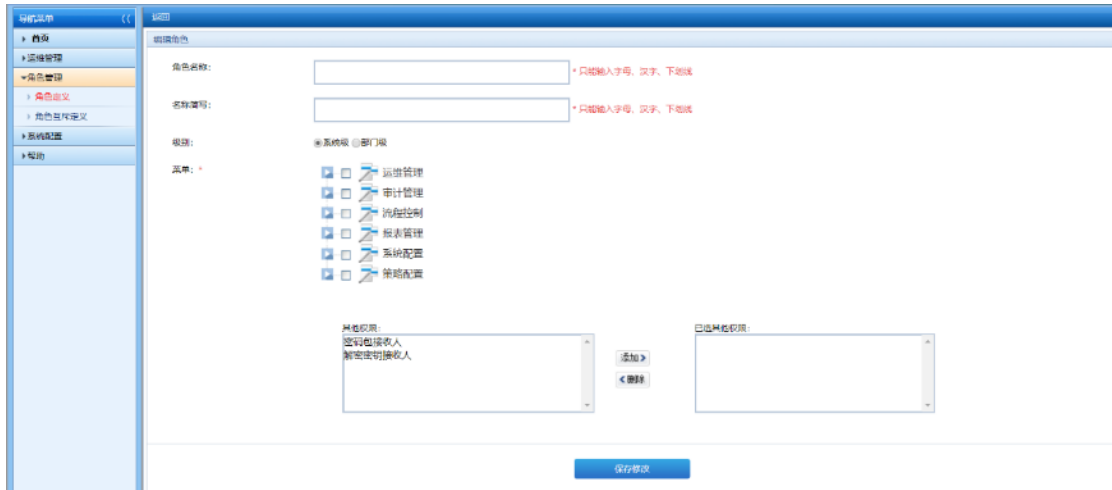 导航菜单
返回
首页
运维管理
角色管理
角色定义
角色互斥定义
系统配置
帮助
编辑角色
角色名称：
* 只能输入字母、汉字、下划线
名称简写：
* 只能输入字母、汉字、下划线
级别：
系统级 部门级
菜单： *
运维管理
审计管理
流程控制
报表管理
系统配置
策略配置
其他权限：
密码包接收人
解密密钥接收人
添加
删除
已选其他权限：
保存修改